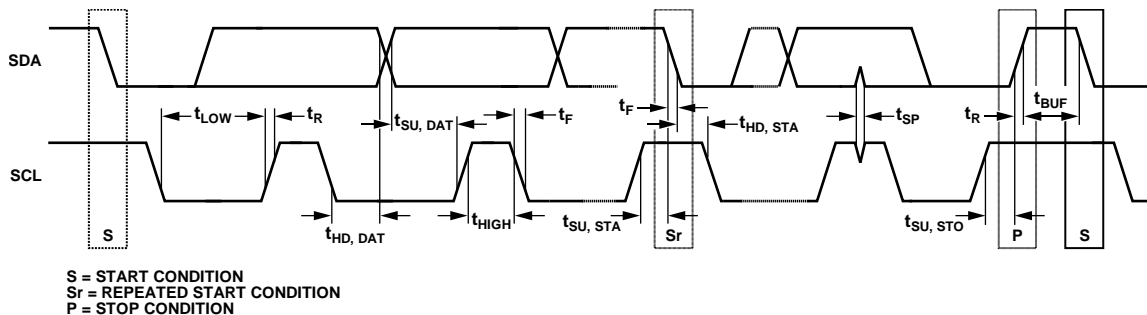 SDA
tLOW
tR
tSU, DAT
tF
tF
tHD, STA
tSP
tR
tBUF
SCL
S
tHD, DAT
tHIGH
tSU, STA
Sr
tSU, STO
P
S
S = START CONDITION
Sr = REPEATED START CONDITION
P = STOP CONDITION